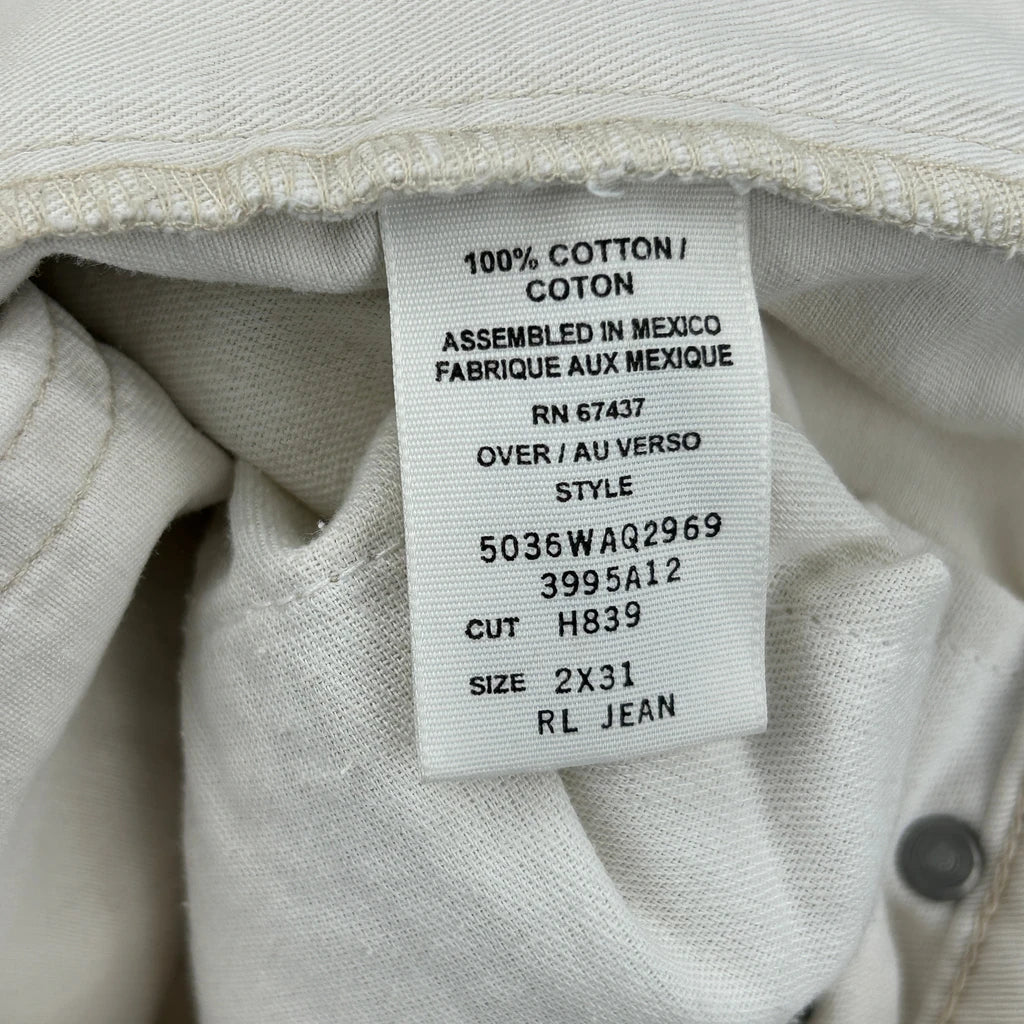 100% COTTON /
COTON
ASSEMBLED IN MEXICO
FABRIQUE AUX MEXIQUE
RN 67437
OVER / AU VERSO
STYLE
5036WAQ2969
3995A12
CUT H839
SIZE 2X31
RL JEAN